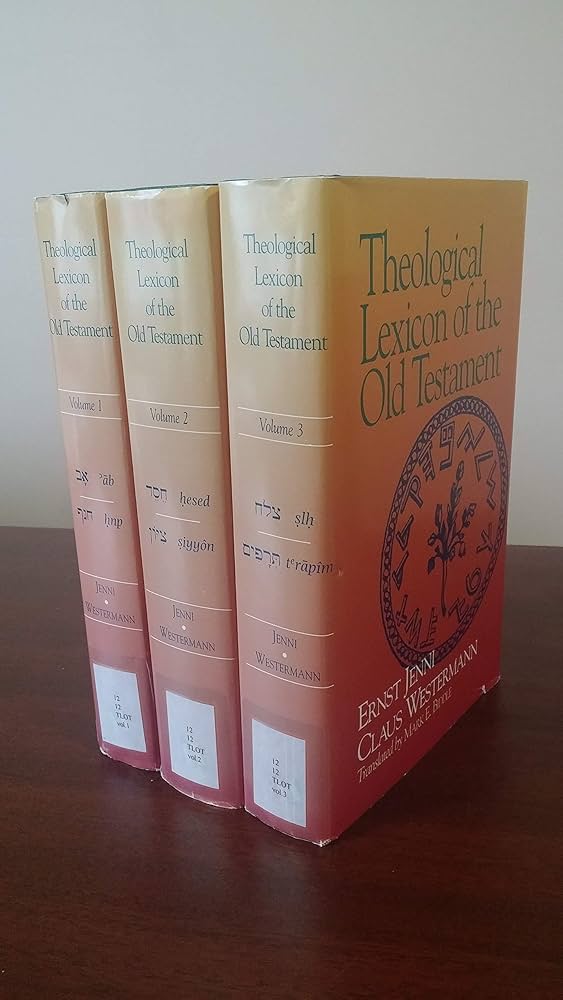 Theological
Lexicon
of the
Old Testament
Volume 1
אָב ʾāb
חנף ḥnp
JENNI
•
WESTERMANN
12
12
TLOT
vol.1
Theological
Lexicon
of the
Old Testament
Volume 2
חֶסֶד ḥesed
צִיּוֹן ṣiyyôn
JENNI
•
WESTERMANN
12
12
TLOT
vol.2
Theological
Lexicon
of the
Old Testament
Volume 3
צלח ṣlḥ
תְּרָפִים tᵉrāpîm
JENNI
•
WESTERMANN
12
12
TLOT
vol.3
Theological
Lexicon of the
Old Testament
ERNST JENNI
CLAUS WESTERMANN
Translated by MARK E. BIDDLE